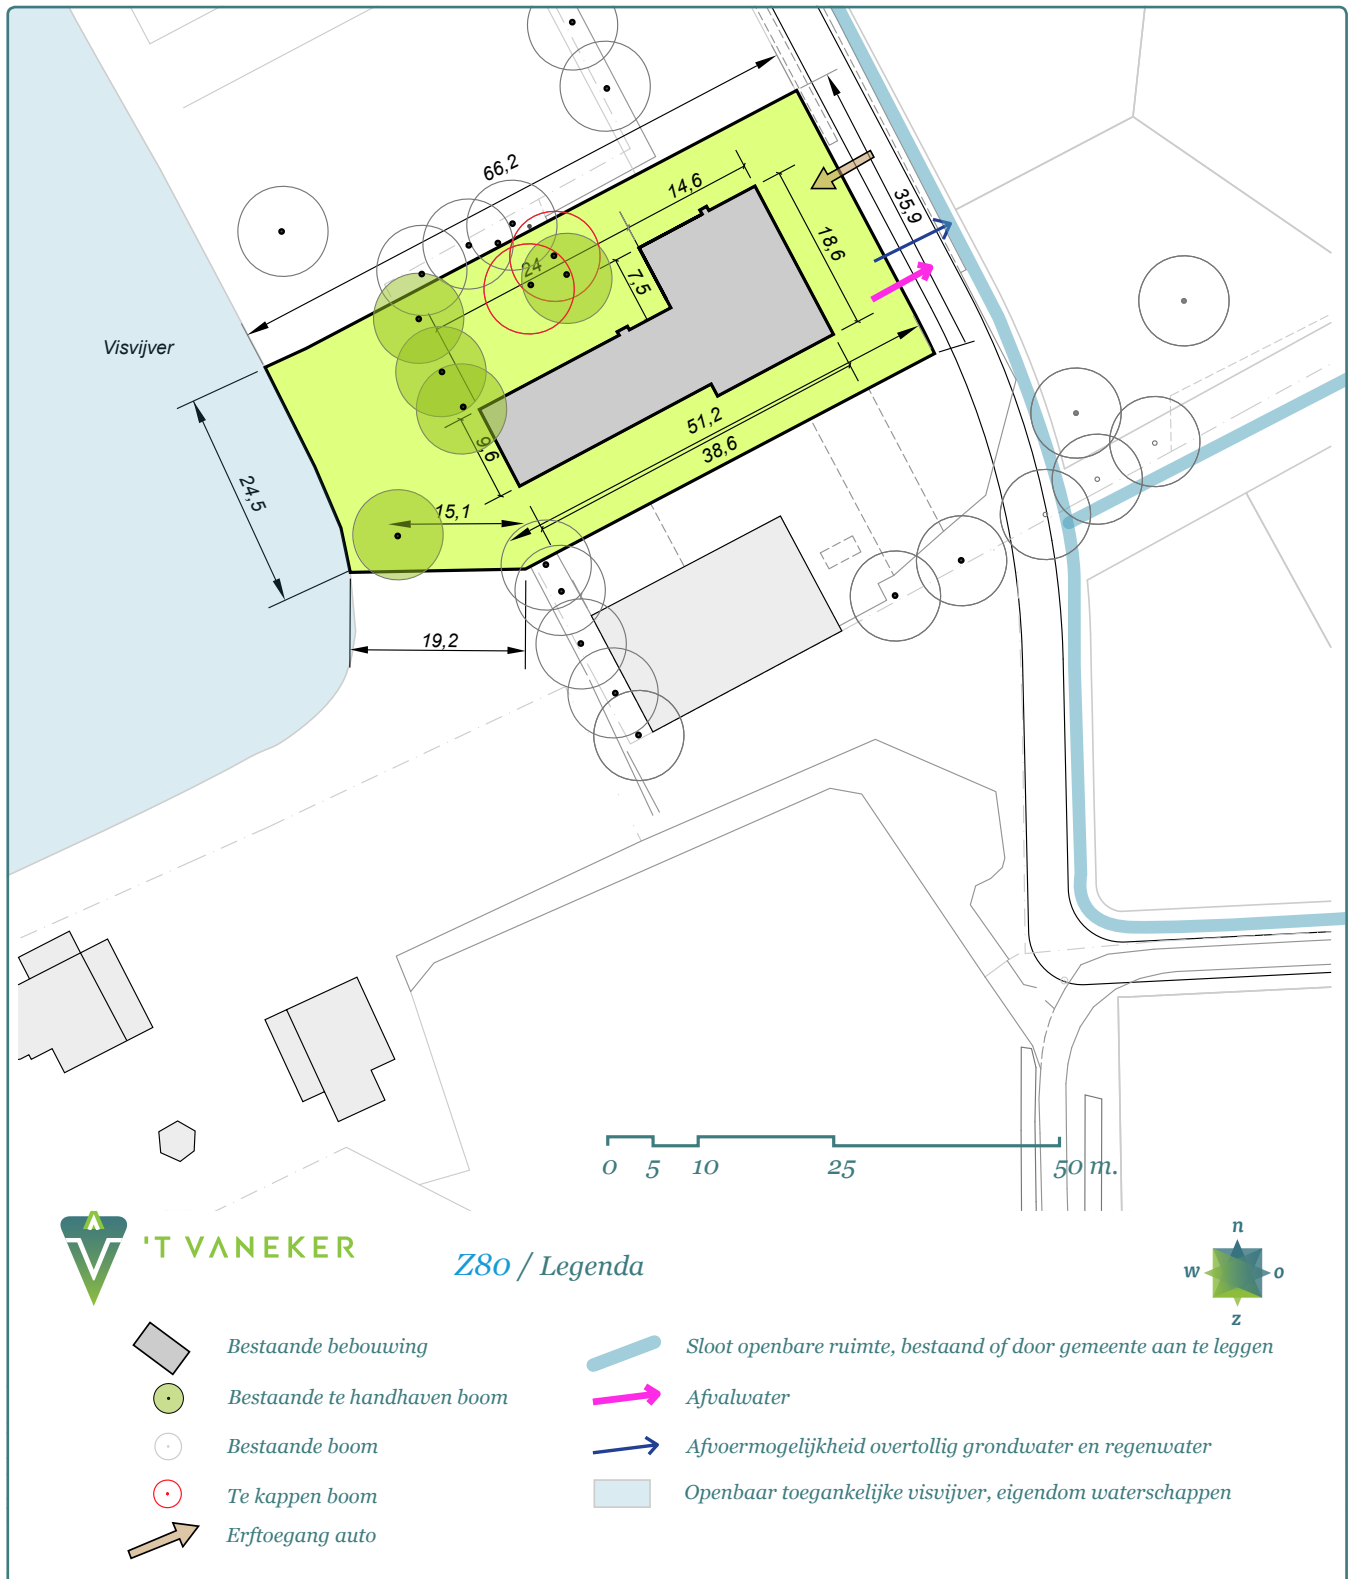 66,2
14,6
35,9
18,6
24
7,5
Visvijver
51,2
38,6
9,6
24,5
15,1
19,2
0 5 10 25 50 m.
'T VANEKER
Z80 / Legenda
n
w o
z
Bestaande bebouwing
Bestaande te handhaven boom
Bestaande boom
Te kappen boom
Erftoegang auto
Sloot openbare ruimte, bestaand of door gemeente aan te leggen
Afvalwater
Afvoermogelijkheid overtollig grondwater en regenwater
Openbaar toegankelijke visvijver, eigendom waterschappen